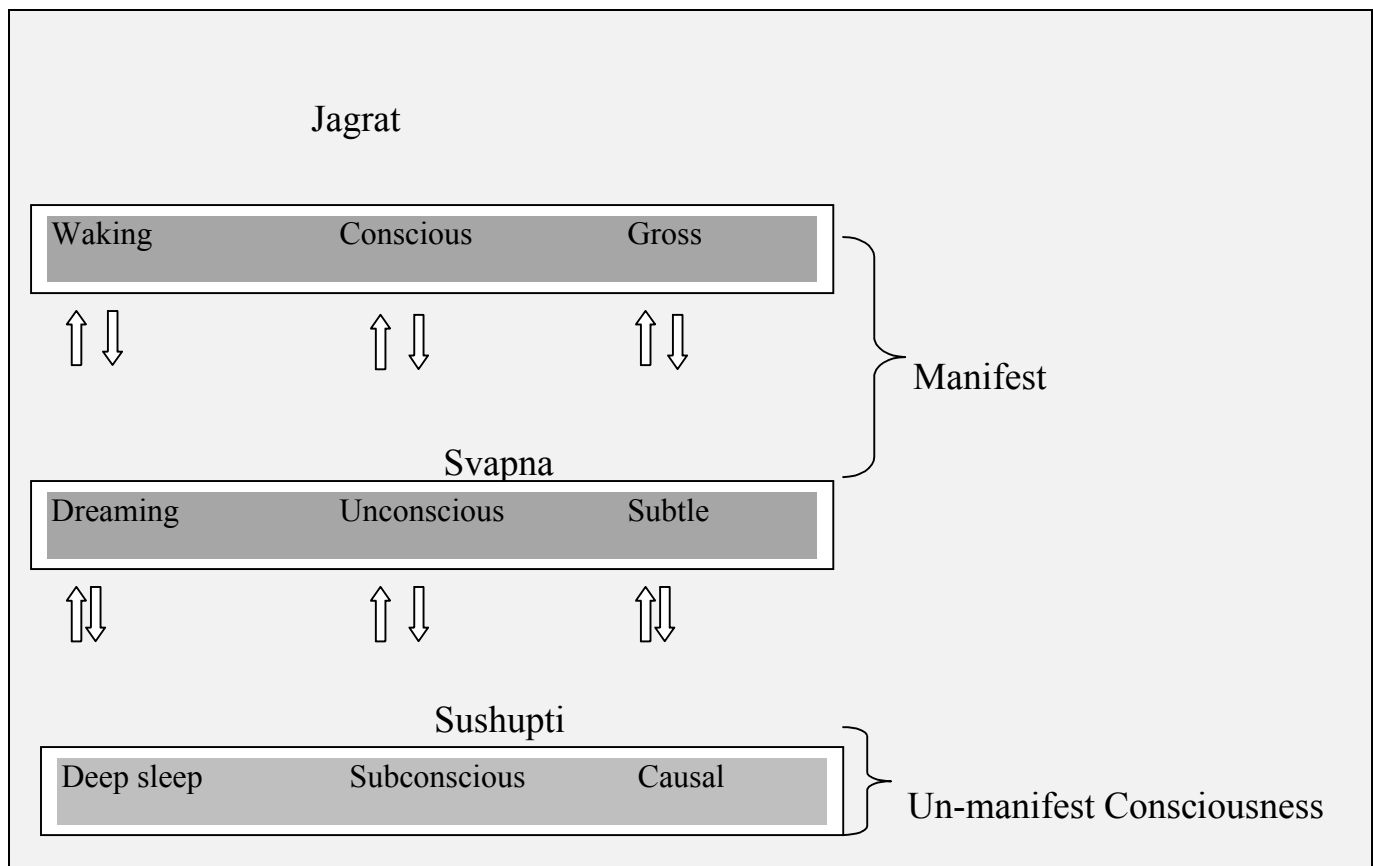 Jagrat
Waking Conscious Gross
Manifest
Svapna
Dreaming Unconscious Subtle
Sushupti
Deep sleep Subconscious Causal
Un-manifest Consciousness